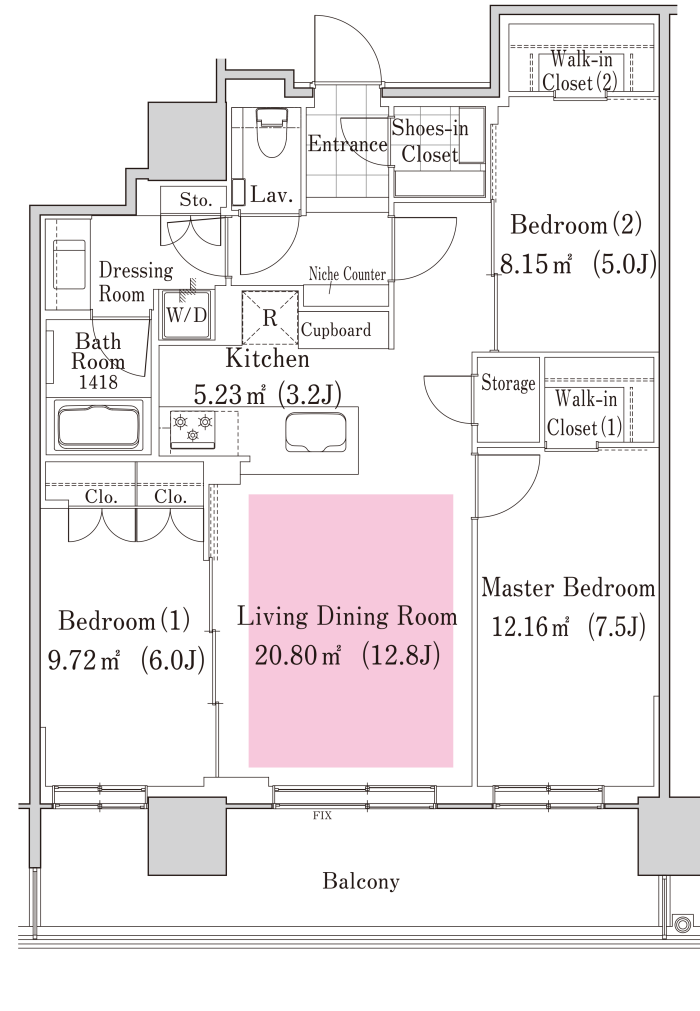 Walk-in
Closet(2)
Entrance
Shoes-in
Closet
Lav.
Sto.
Bedroom(2)
8.15㎡ (5.0J)
Dressing
Room
Niche Counter
W/D
R
Cupboard
Bath
Room
1418
Kitchen
5.23㎡ (3.2J)
Storage
Walk-in
Closet(1)
Clo.
Clo.
Bedroom(1)
9.72㎡ (6.0J)
Living Dining Room
20.80㎡ (12.8J)
Master Bedroom
12.16㎡ (7.5J)
FIX
Balcony